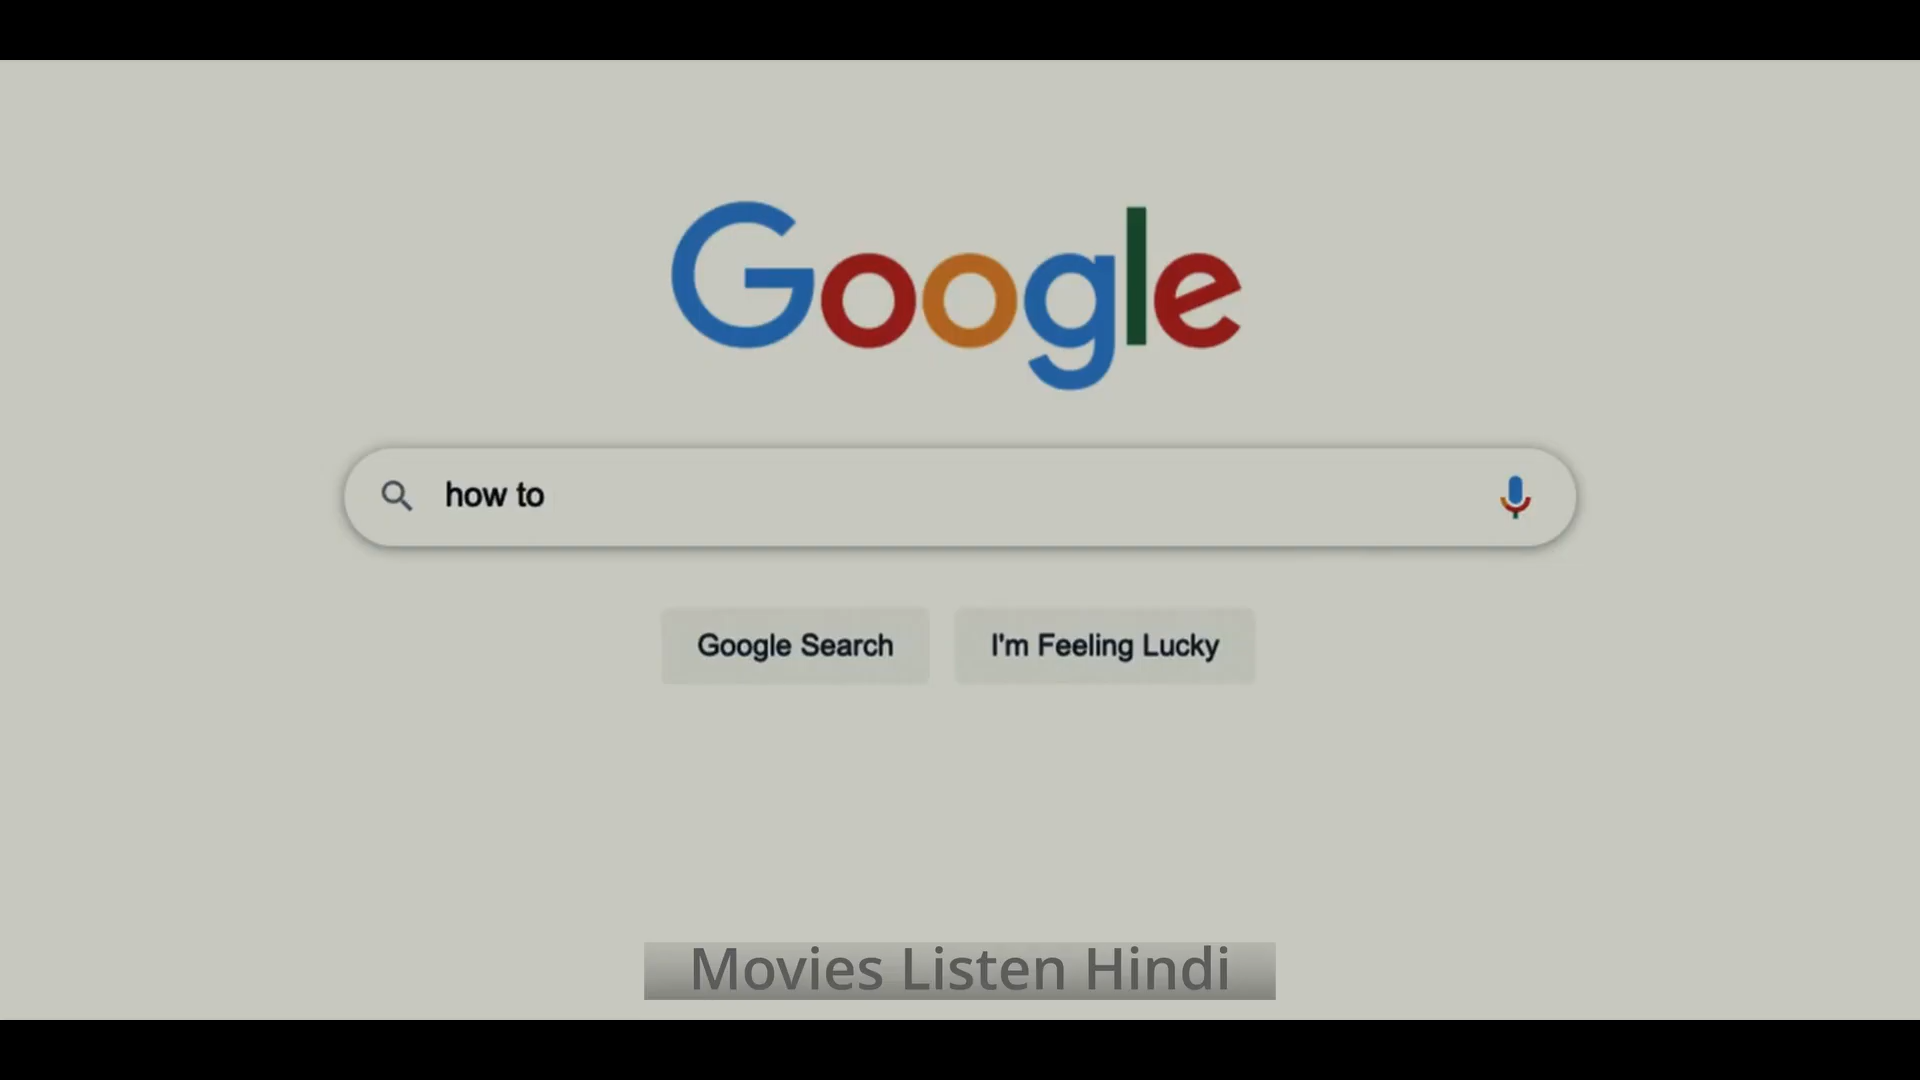 Google
how to
Google Search
I'm Feeling Lucky
Movies Listen Hindi